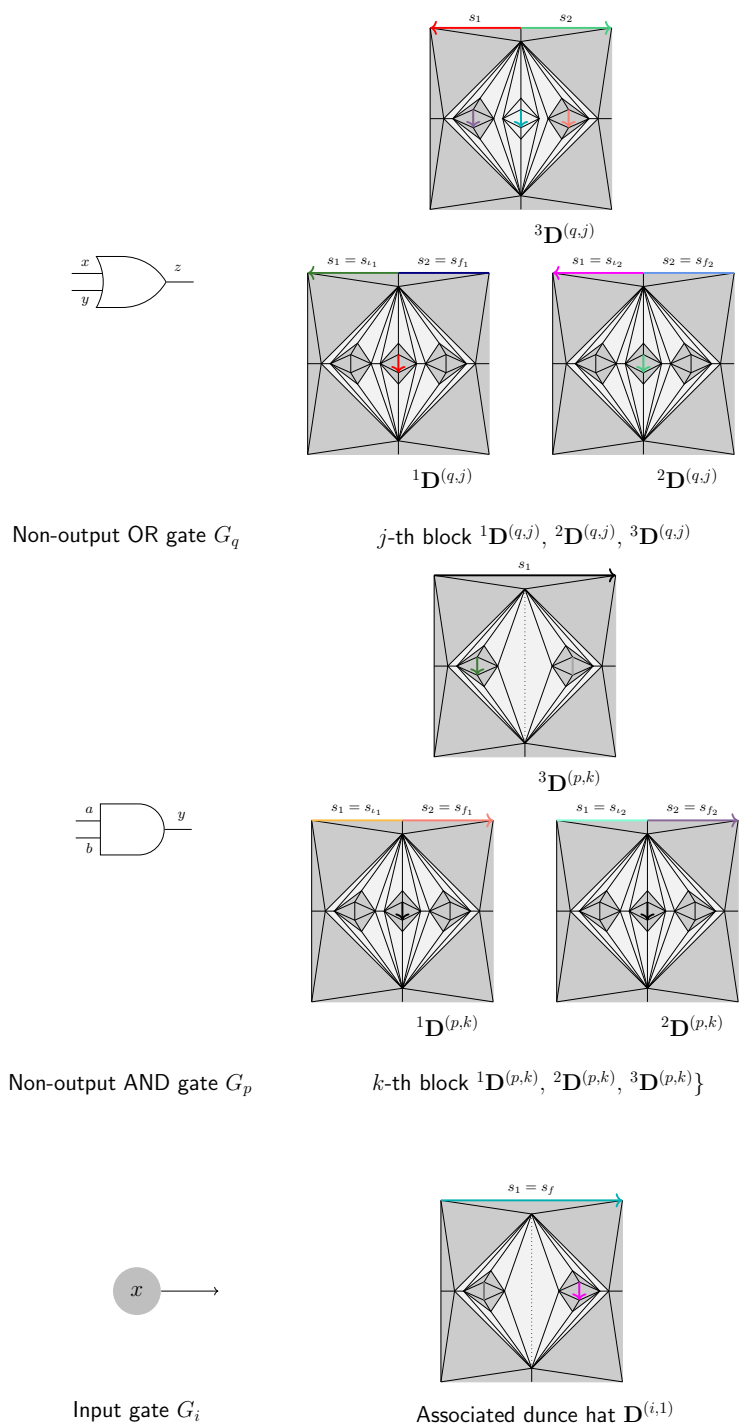 s₁ s₂
³D^(q,j)
x y z
s₁ = s_ι₁ s₂ = s_f₁
s₁ = s_ι₂ s₂ = s_f₂
¹D^(q,j) ²D^(q,j)
Non-output OR gate G_q
j-th block ¹D^(q,j), ²D^(q,j), ³D^(q,j)
s₁
³D^(p,k)
a b y
s₁ = s_ι₁ s₂ = s_f₁
s₁ = s_ι₂ s₂ = s_f₂
¹D^(p,k) ²D^(p,k)
Non-output AND gate G_p
k-th block ¹D^(p,k), ²D^(p,k), ³D^(p,k)}
s₁ = s_f
x
Input gate G_i
Associated dunce hat D^(i,1)